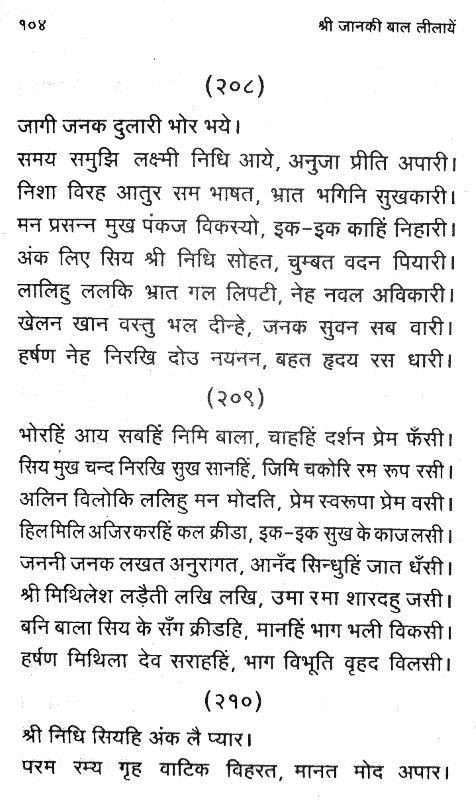 १०४ श्री जानकी बाल लीलायें
(२०८)
जागी जनक दुलारी भोर भये।
समय समुझि लक्ष्मी निधि आये, अनुजा प्रीति अपारी।
निशा विरह आतुर सम भाषत, भ्रात भगिनि सुखकारी।
मन प्रसन्न मुख पंकज विकस्यो, इक-इक काहिं निहारी।
अंक लिए सिय श्री निधि सोहत, चुम्बत वदन पियारी।
लालिहु ललकि भ्रात गल लिपटी, नेह नवल अविकारी।
खेलन खान वस्तु भल दीन्हे, जनक सुवन सब वारी।
हर्षण नेह निरखि दोउ नयनन, बहत हृदय रस धारी।
(२०९)
भोरहिं आय सबहिं निमि बाला, चाहहिं दर्शन प्रेम फँसी।
सिय मुख चन्द निरखि सुख सानहिं, जिमि चकोरि रम रूप रसी।
अलिन विलोकि ललिहु मन मोदति, प्रेम स्वरूपा प्रेम वसी।
हिलमिलि अजिर करहिं कल क्रीडा, इक-इक सुख के काज लसी।
जननी जनक लखत अनुरागत, आनँद सिन्धुहिं जात धँसी।
श्री मिथिलेश लड़ैती लखि लखि, उमा रमा शारदहु जसी।
बनि बाला सिय के सँग क्रीडहि, मानहिं भाग भली विकसी।
हर्षण मिथिला देव सराहहिं, भाग विभूति वृहद विलसी।
(२१०)
श्री निधि सियहि अंक लै प्यार।
परम रम्य गृह वाटिक विहरत, मानत मोद अपार।